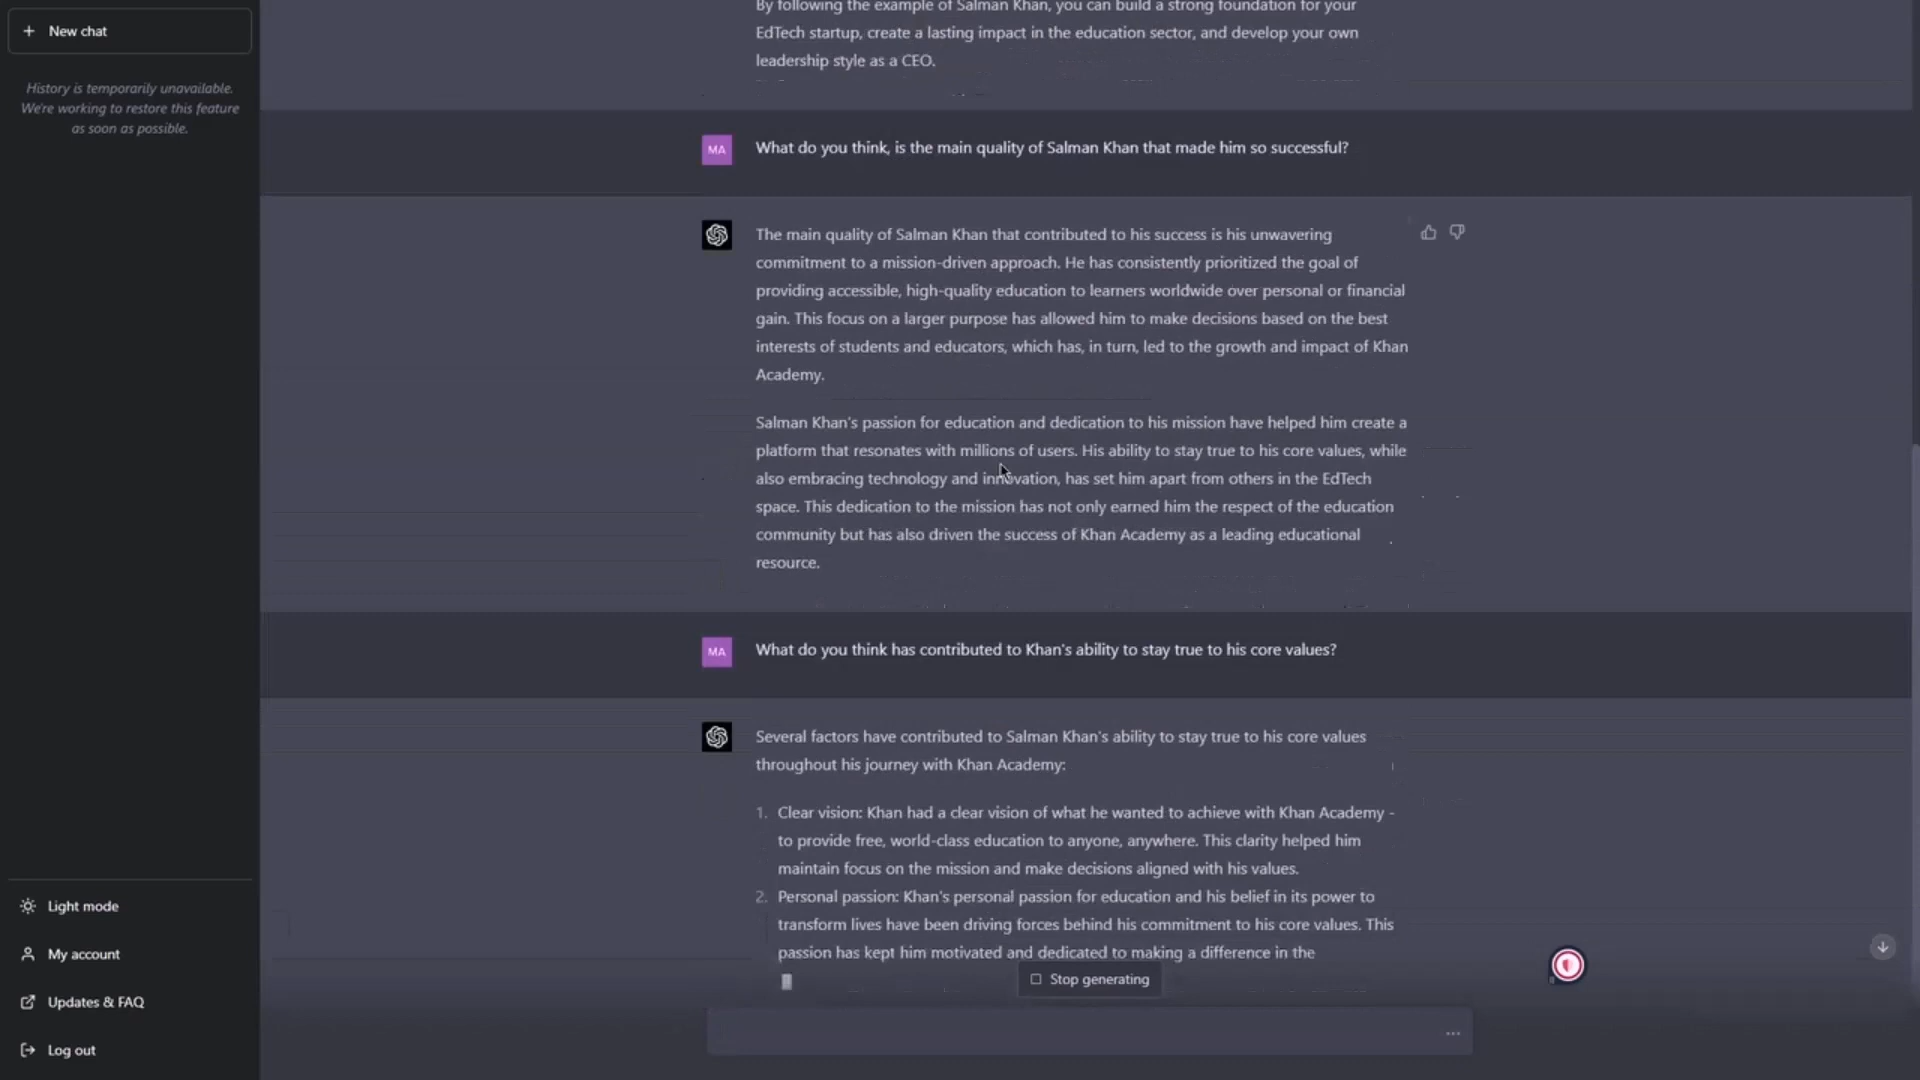 New chat
History is temporarily unavailable.
We're working to restore this feature
as soon as possible.
By following the example of Salman Khan, you can build a strong foundation for your
EdTech startup, create a lasting impact in the education sector, and develop your own
leadership style as a CEO.
MA
What do you think, is the main quality of Salman Khan that made him so successful?
The main quality of Salman Khan that contributed to his success is his unwavering
commitment to a mission-driven approach. He has consistently prioritized the goal of
providing accessible, high-quality education to learners worldwide over personal or financial
gain. This focus on a larger purpose has allowed him to make decisions based on the best
interests of students and educators, which has, in turn, led to the growth and impact of Khan
Academy.
Salman Khan's passion for education and dedication to his mission have helped him create a
platform that resonates with millions of users. His ability to stay true to his core values, while
also embracing technology and innovation, has set him apart from others in the EdTech
space. This dedication to the mission has not only earned him the respect of the education
community but has also driven the success of Khan Academy as a leading educational
resource.
MA
What do you think has contributed to Khan's ability to stay true to his core values?
Several factors have contributed to Salman Khan's ability to stay true to his core values
throughout his journey with Khan Academy:
1. Clear vision: Khan had a clear vision of what he wanted to achieve with Khan Academy -
to provide free, world-class education to anyone, anywhere. This clarity helped him
maintain focus on the mission and make decisions aligned with his values.
2. Personal passion: Khan's personal passion for education and his belief in its power to
transform lives have been driving forces behind his commitment to his core values. This
passion has kept him motivated and dedicated to making a difference in the
Stop generating
Light mode
My account
Updates & FAQ
Log out